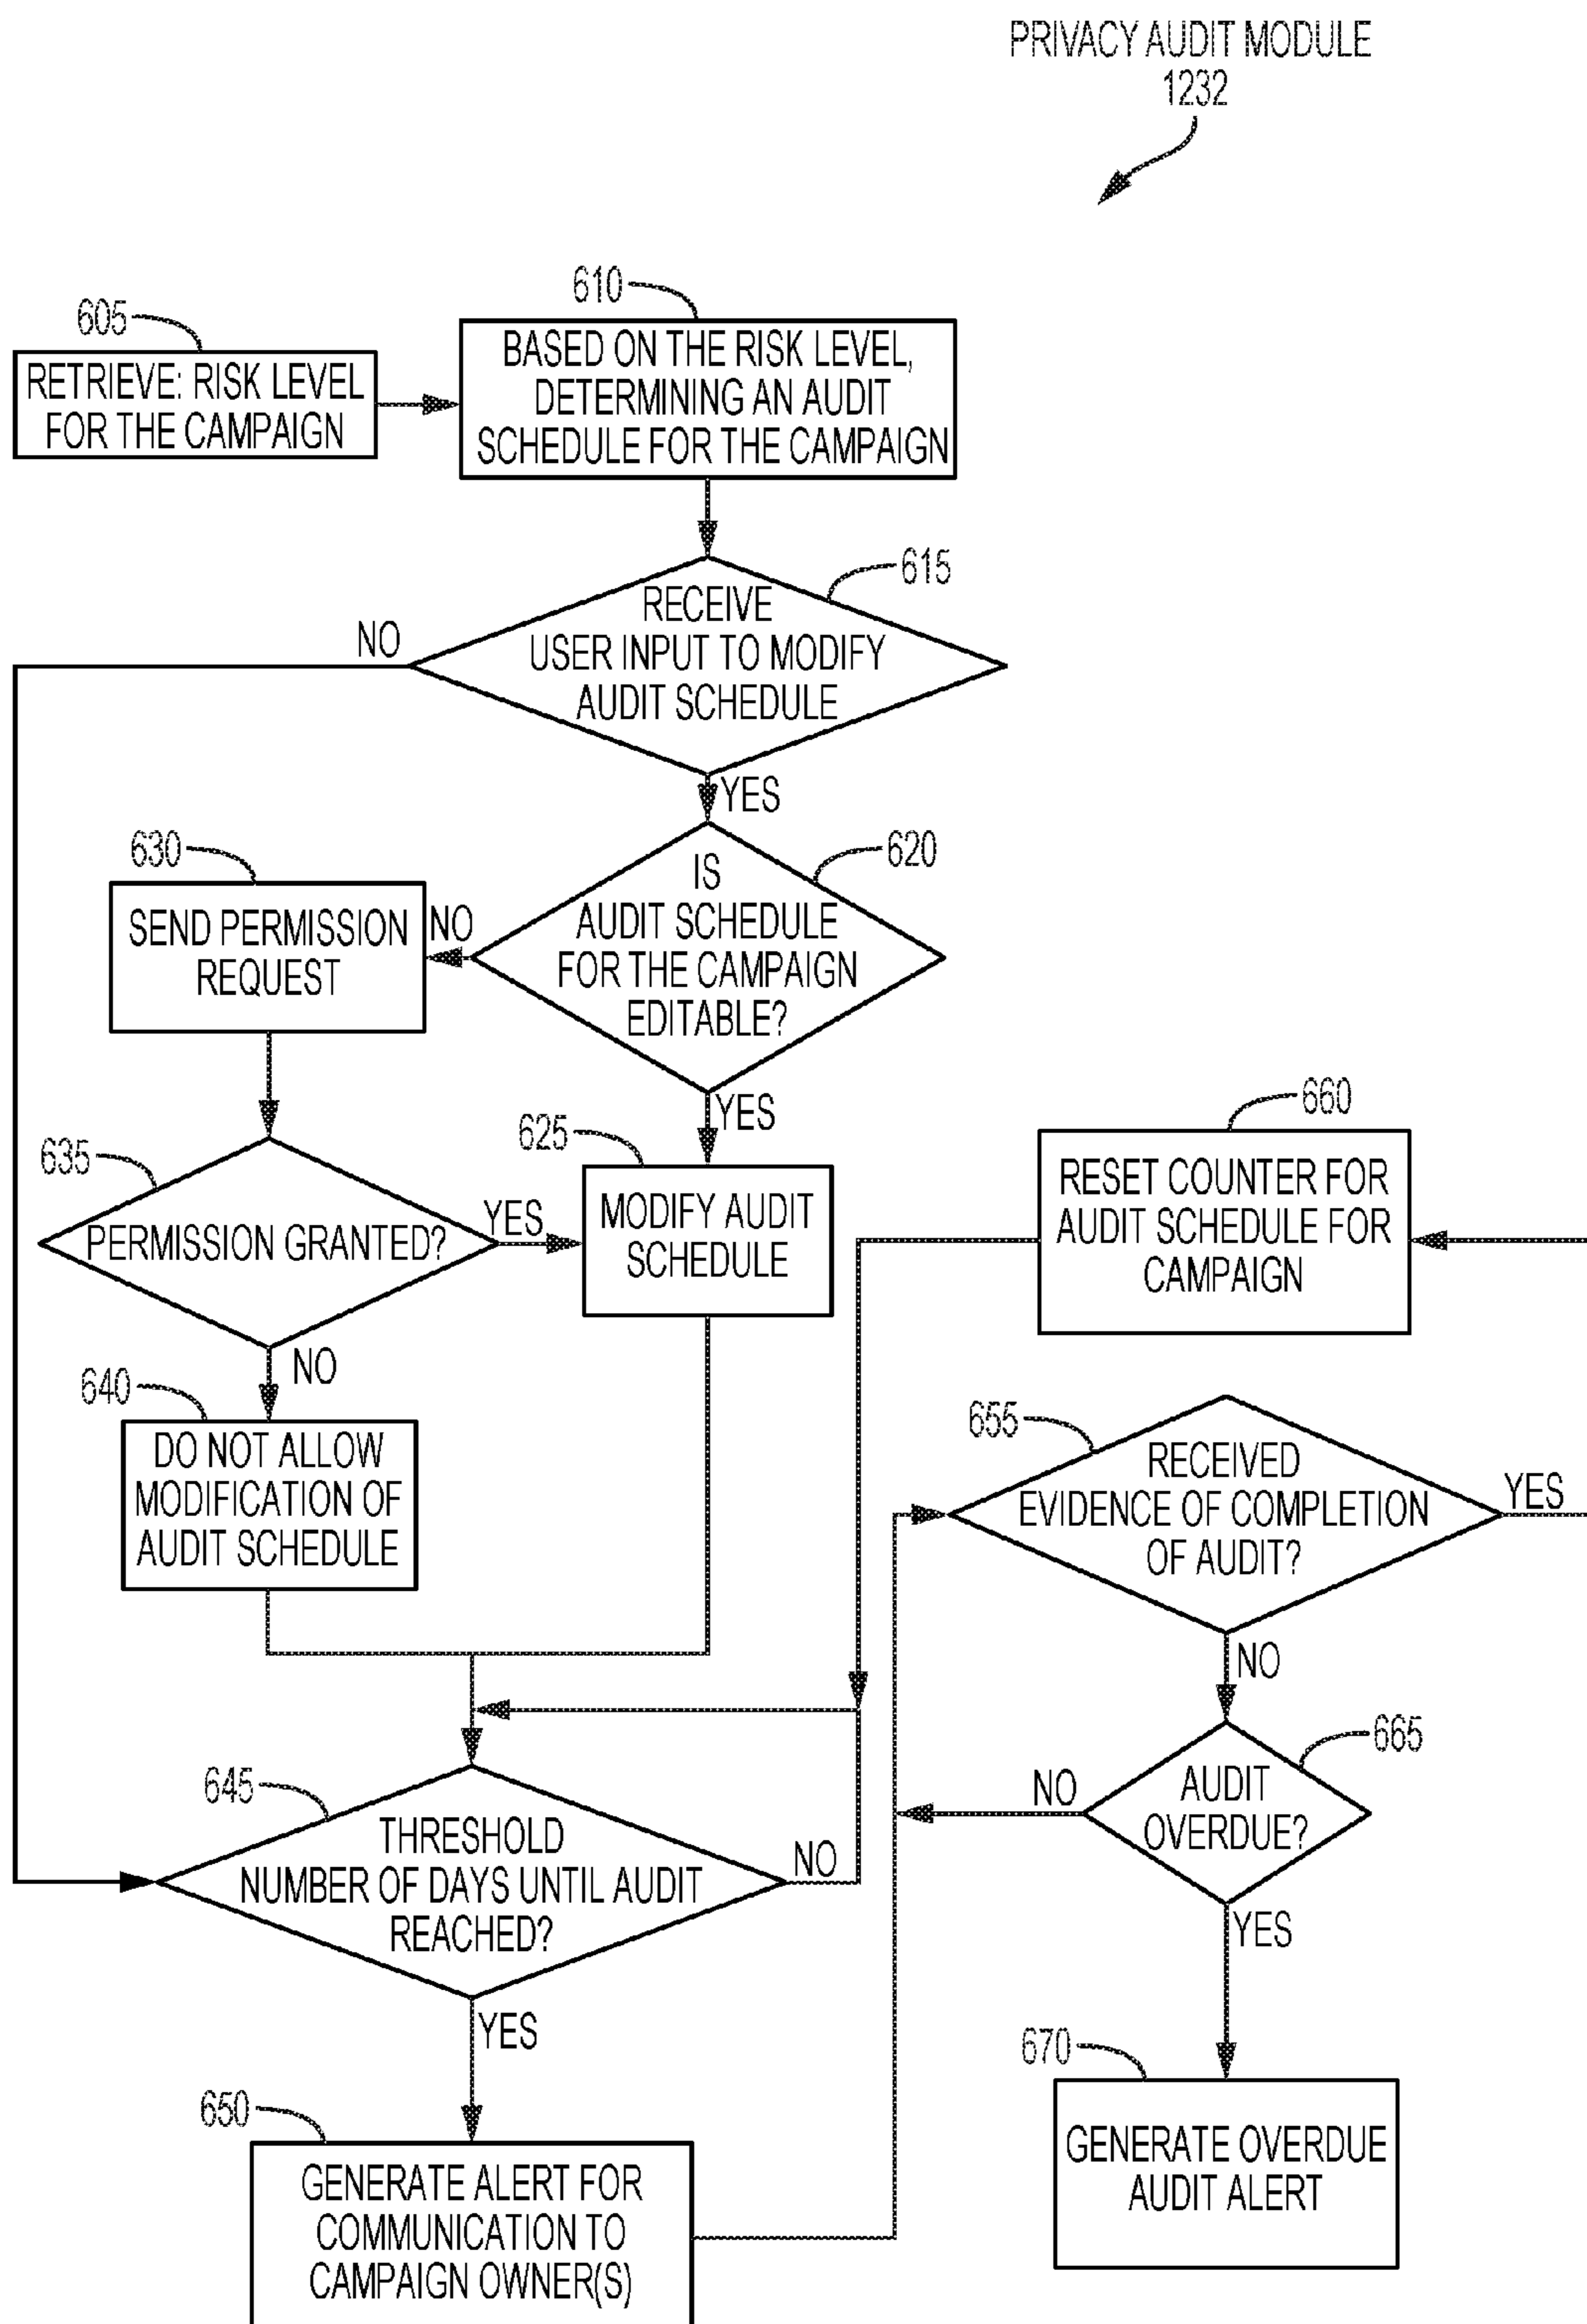 PRIVACY AUDIT MODULE
1232
605
RETRIEVE: RISK LEVEL
FOR THE CAMPAIGN
610
BASED ON THE RISK LEVEL,
DETERMINING AN AUDIT
SCHEDULE FOR THE CAMPAIGN
615
RECEIVE
USER INPUT TO MODIFY
AUDIT SCHEDULE
NO
YES
620
IS
AUDIT SCHEDULE
FOR THE CAMPAIGN
EDITABLE?
NO
YES
630
SEND PERMISSION
REQUEST
635
PERMISSION GRANTED?
YES
NO
625
MODIFY AUDIT
SCHEDULE
640
DO NOT ALLOW
MODIFICATION OF
AUDIT SCHEDULE
645
THRESHOLD
NUMBER OF DAYS UNTIL AUDIT
REACHED?
NO
YES
650
GENERATE ALERT FOR
COMMUNICATION TO
CAMPAIGN OWNER(S)
660
RESET COUNTER FOR
AUDIT SCHEDULE FOR
CAMPAIGN
655
RECEIVED
EVIDENCE OF COMPLETION
OF AUDIT?
YES
NO
665
AUDIT
OVERDUE?
NO
YES
670
GENERATE OVERDUE
AUDIT ALERT